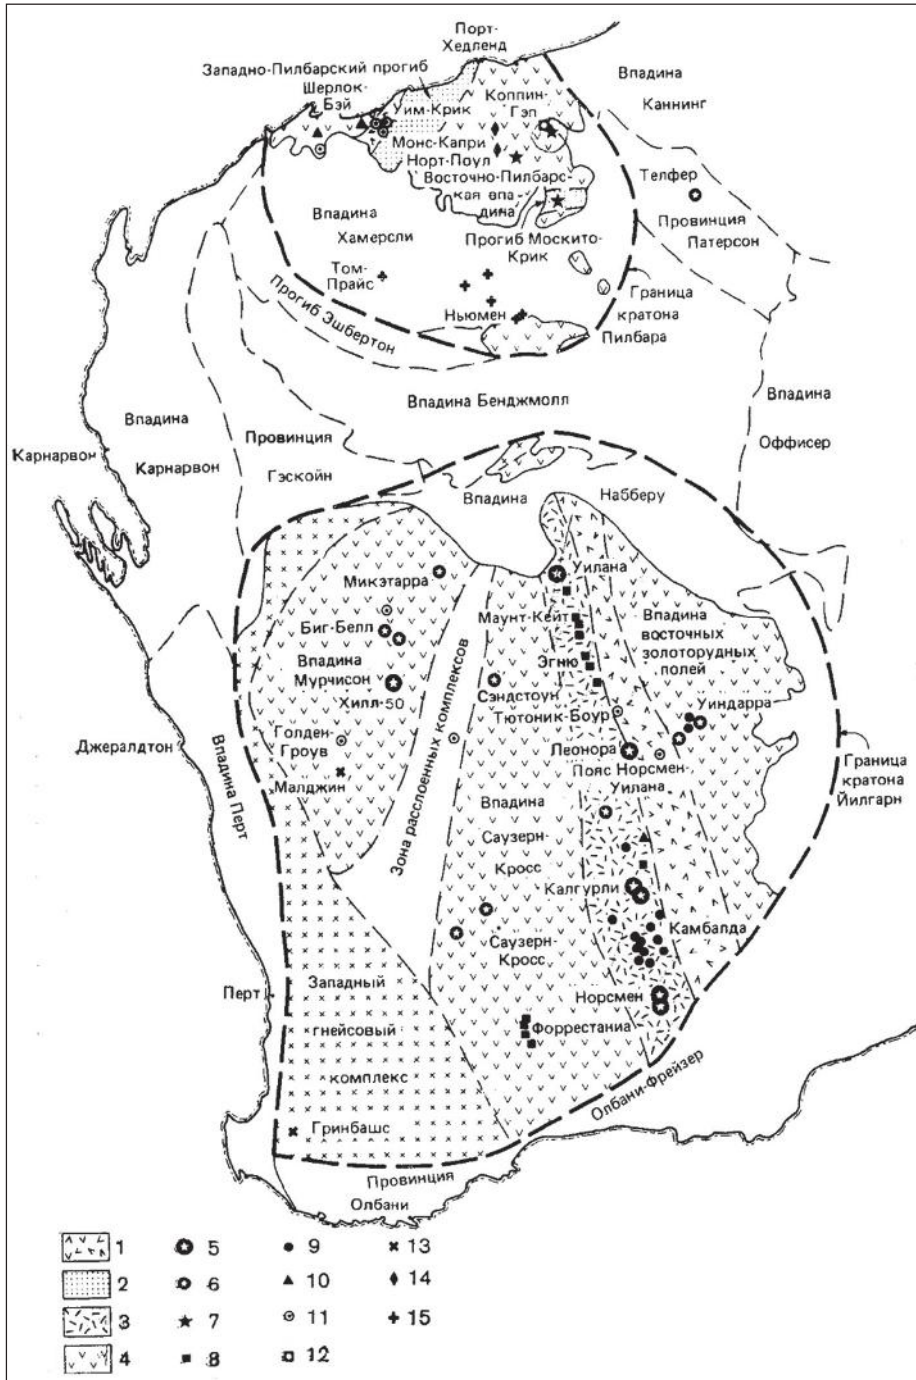 Порт-
Хедленд
Западно-Пилбарский прогиб
Шерлок-
Бэй
Уим-Крик
Коппин-
Гэп
Впадина
Каннинг
Монс-Капри
Норт-Поул
Восточно-Пилбарс-
кая впа-
дина
Телфер
Провинция
Патерсон
Впадина
Хамерсли
Прогиб Москито-
Крик
Том-
Прайс
Ньюмен
Граница
кратона
Пилбара
Прогиб Эшбертон
Впадина Бенджмолл
Впадина
Оффисер
Впадина
Карнарвон
Карнарвон
Провинция
Гэскойн
Впадина
Набберу
Микэтарра
Уилана
Биг-Белл
Маунт-Кейт
Впадина
восточных
золоторудных
полей
Впадина
Мурчисон
Эгню
Хилл-50
Сэндстоун
Тютоник-Боур
Уиндарра
Голден-
Гроув
Леонора
Пояс Норсмен-
Уилана
Малджин
Джералдтон
Впадина Перт
Зона расслоенных комплексов
Граница
кратона
Йилгарн
Впадина
Саузерн-
Кросс
Калгурли
Камбалда
Саузерн-
Кросс
Западный
гнейсовый
комплекс
Перт
Норсмен
Форрестаниа
Олбани-Фрейзер
Гринбашс
Провинция
Олбани
1 5 9 13
2 6 10 14
3 7 11 15
4 8 12